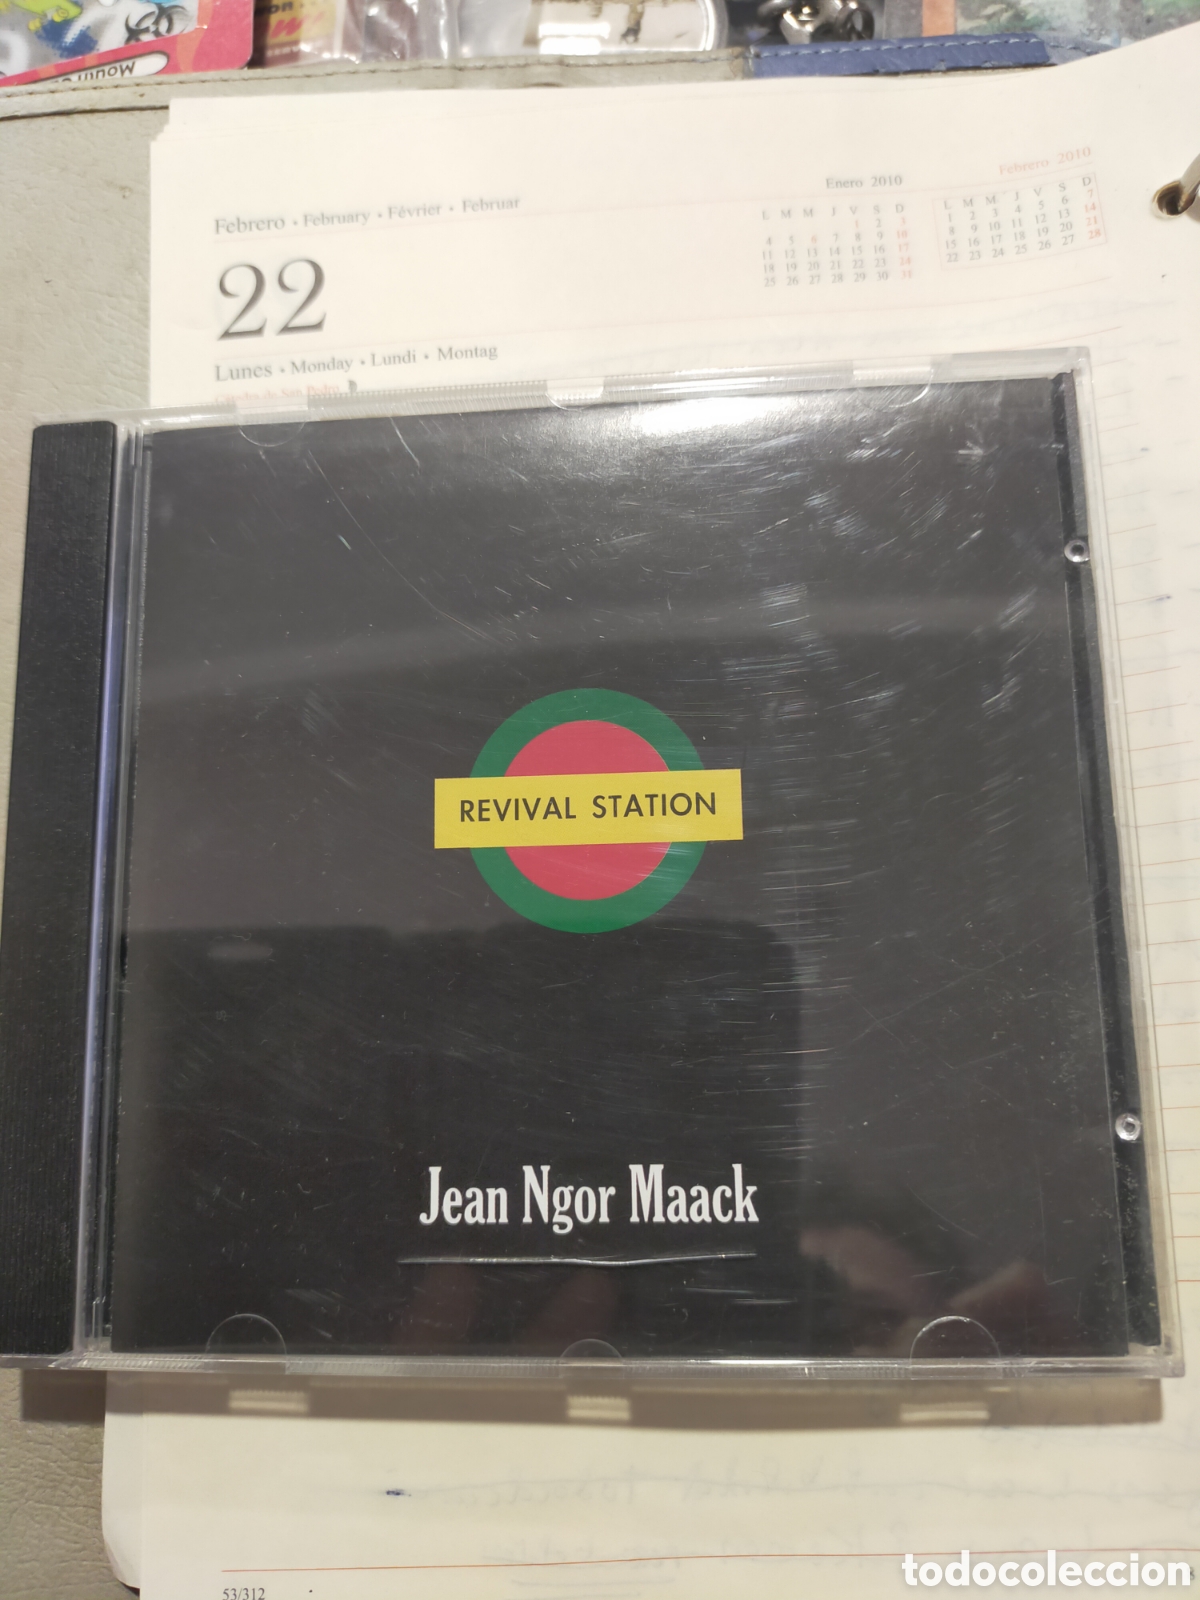 Febrero • February • Février • Februar
22
Lunes • Monday • Lundi • Montag
Cátedra de San Pedro
Enero 2010
L M M J V S D
1 2 3
4 5 6 7 8 9 10
11 12 13 14 15 16 17
18 19 20 21 22 23 24
25 26 27 28 29 30 31
Febrero 2010
L M M J V S D
1 2 3 4 5 6 7
8 9 10 11 12 13 14
15 16 17 18 19 20 21
22 23 24 25 26 27 28
REVIVAL STATION
Jean Ngor Maack
53/312
todocoleccion